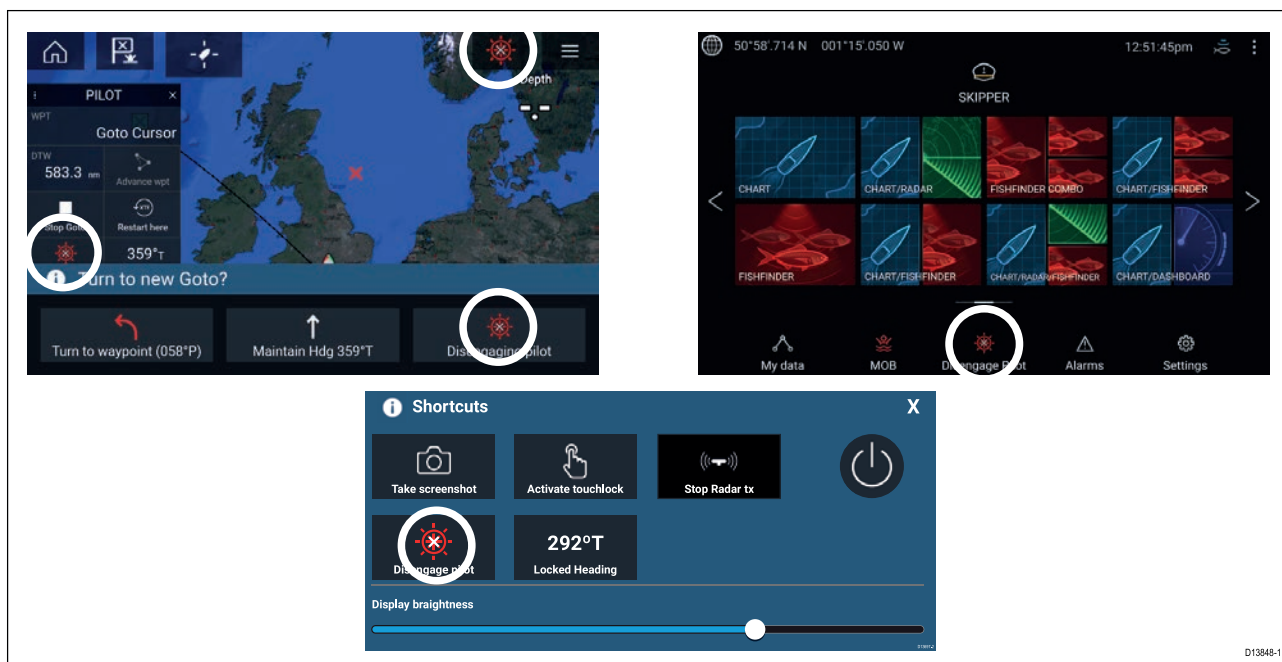 Depth
PILOT ×
WPT
Goto Cursor
DTW
583.3 nm
Advance wpt
Stop Goto
Restart here
359°T
Turn to new Goto?
Turn to waypoint (058°P)
Maintain Hdg 359°T
Disengaging pilot
50°58'.714 N 001°15'.050 W
12:51:45pm
SKIPPER
CHART
CHART/RADAR
FISHFINDER COMBO
CHART/FISHFINDER
FISHFINDER
CHART/FISHFINDER
CHART/RADAR/FISHFINDER
CHART/DASHBOARD
My data
MOB
Disengage Pilot
Alarms
Settings
Shortcuts
X
Take screenshot
Activate touchlock
Stop Radar tx
Disengage pilot
292°T
Locked Heading
Display braightness
D13848-1